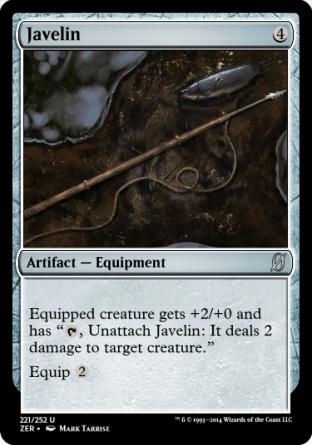 Javelin 4
Artifact — Equipment
Equipped creature gets +2/+0 and
has “, Unattach Javelin: It deals 2
damage to target creature.”
Equip 2
221/252 U
ZER • Mark Tarrise
™ & © 1993–2014 Wizards of the Coast LLC